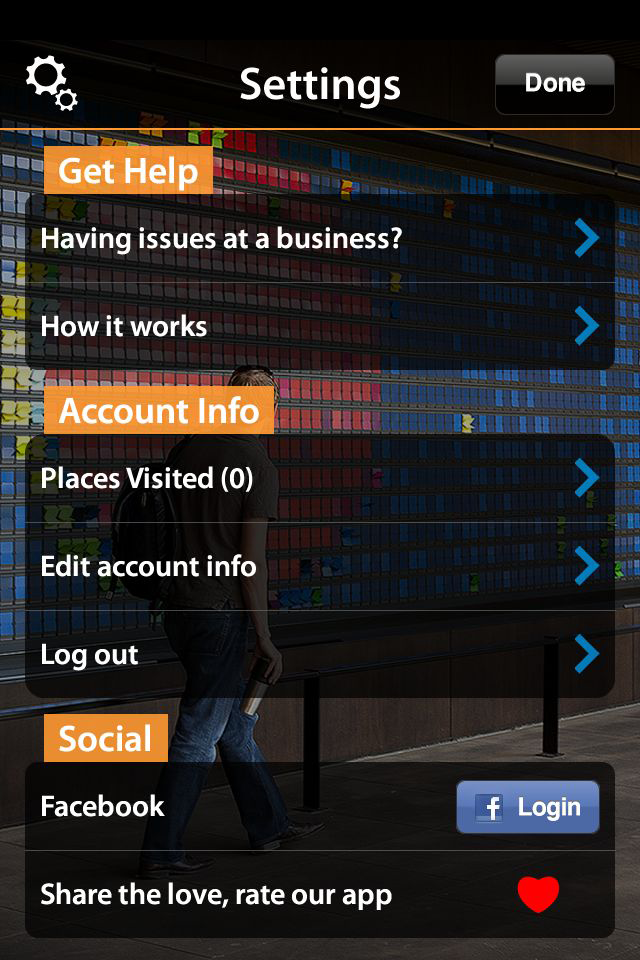 Settings
Done
Get Help
Having issues at a business?
How it works
Account Info
Places Visited (0)
Edit account info
Log out
Social
Facebook
f Login
Share the love, rate our app